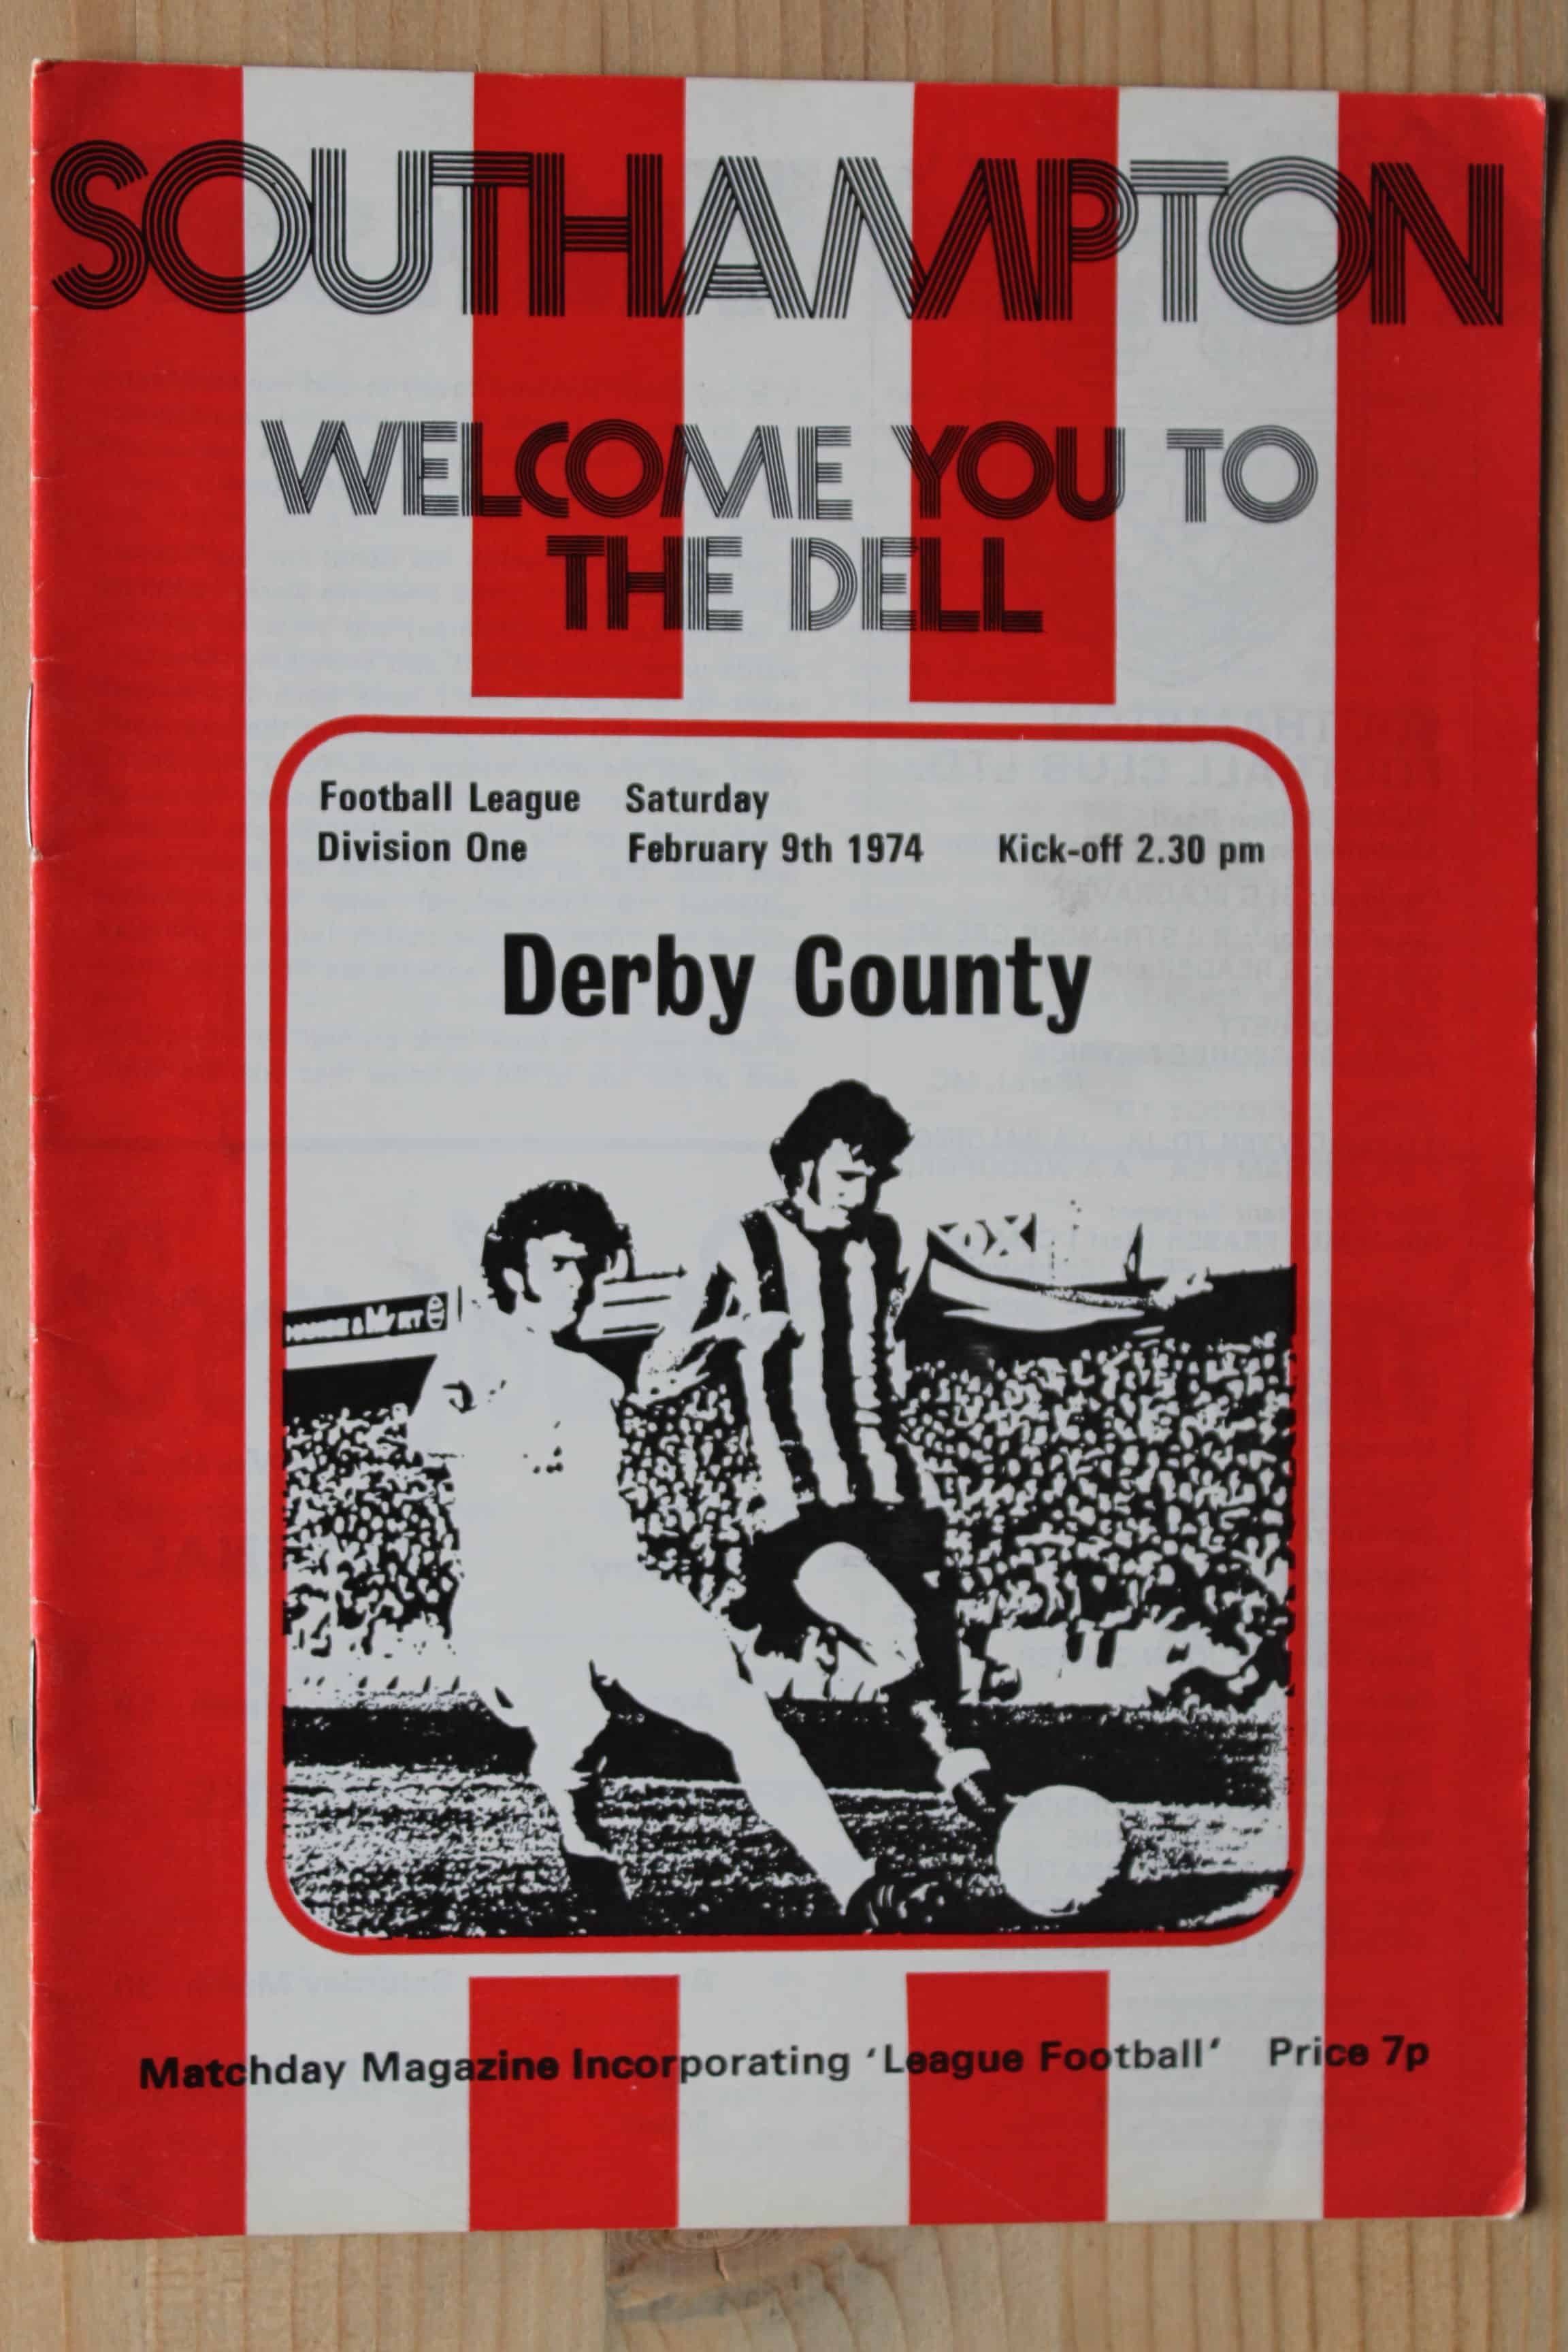 SOUTHAMPTON
WELCOME YOU TO
THE DELL
Football League Saturday
Division One February 9th 1974 Kick-off 2.30 pm
Derby County
Matchday Magazine Incorporating ‘League Football’ Price 7p